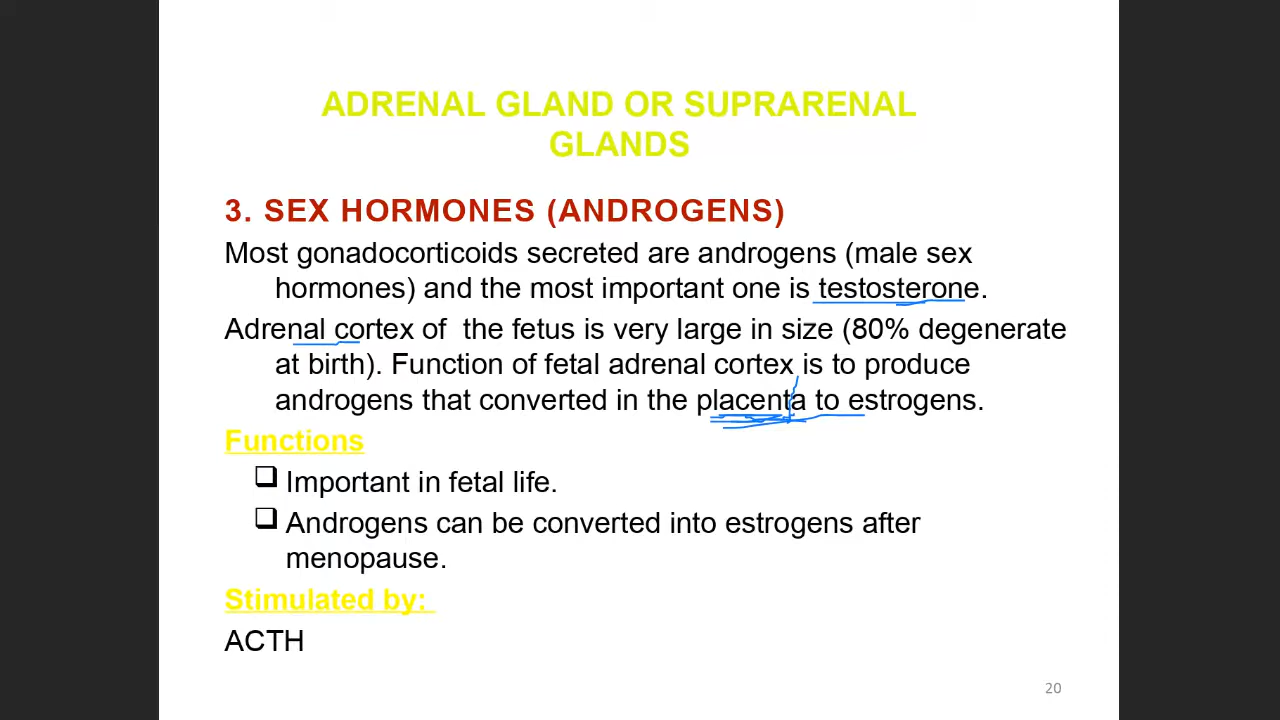 ADRENAL GLAND OR SUPRARENAL
GLANDS
3. SEX HORMONES (ANDROGENS)
Most gonadocorticoids secreted are androgens (male sex
hormones) and the most important one is testosterone.
Adrenal cortex of the fetus is very large in size (80% degenerate
at birth). Function of fetal adrenal cortex is to produce
androgens that converted in the placenta to estrogens.
Functions
❑ Important in fetal life.
❑ Androgens can be converted into estrogens after
menopause.
Stimulated by:
ACTH
20